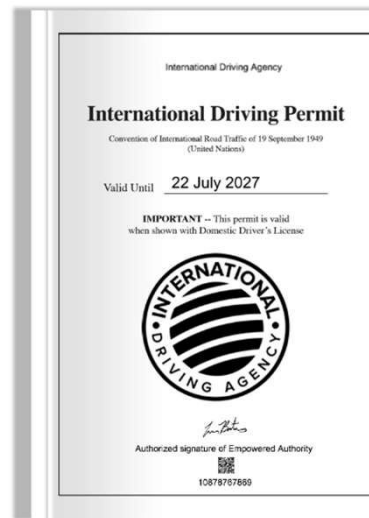 International Driving Agency
International Driving Permit
Convention of International Road Traffic of 19 September 1949
(United Nations)
Valid Until 22 July 2027
IMPORTANT -- This permit is valid
when shown with Domestic Driver's License
INTERNATIONAL
DRIVING AGENCY
Authorized signature of Empowered Authority
10878767869